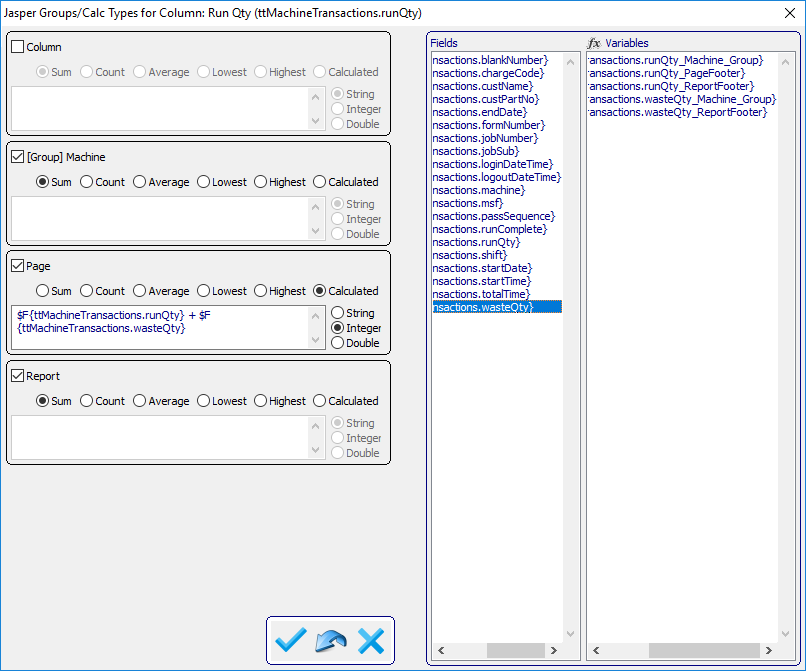 Jasper Groups/Calc Types for Column: Run Qty (ttMachineTransactions.runQty)
Column
Sum Count Average Lowest Highest Calculated
String
Integer
Double
[Group] Machine
Sum Count Average Lowest Highest Calculated
String
Integer
Double
Page
Sum Count Average Lowest Highest Calculated
$F{ttMachineTransactions.runQty} + $F
{ttMachineTransactions.wasteQty}
String
Integer
Double
Report
Sum Count Average Lowest Highest Calculated
String
Integer
Double
Fields
nsactions.blankNumber}
nsactions.chargeCode}
nsactions.custName}
nsactions.custPartNo}
nsactions.endDate}
nsactions.formNumber}
nsactions.jobNumber}
nsactions.jobSub}
nsactions.loginDateTime}
nsactions.logoutDateTime}
nsactions.machine}
nsactions.msf}
nsactions.passSequence}
nsactions.runComplete}
nsactions.runQty}
nsactions.shift}
nsactions.startDate}
nsactions.startTime}
nsactions.totalTime}
nsactions.wasteQty}
fx Variables
ansactions.runQty_Machine_Group}
ansactions.runQty_PageFooter}
ansactions.runQty_ReportFooter}
ansactions.wasteQty_Machine_Group}
ansactions.wasteQty_ReportFooter}